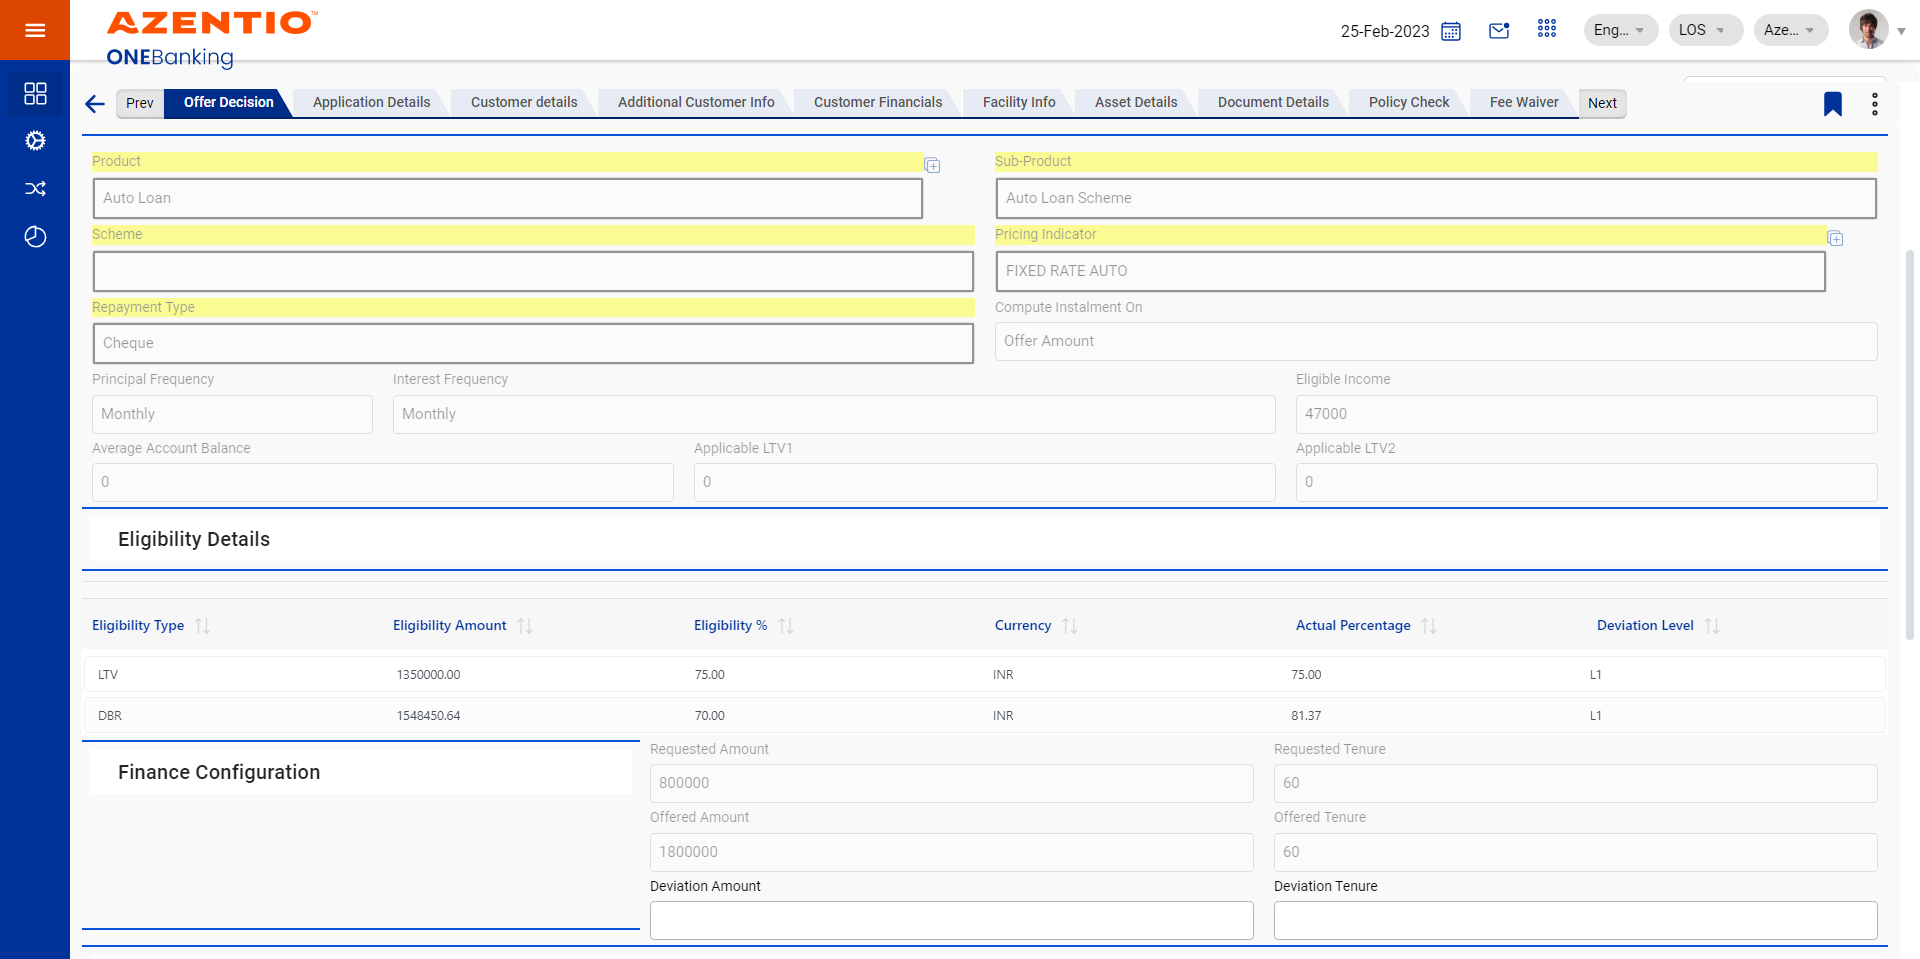 AZENTIO™
ONEBanking
25-Feb-2023
Eng...
LOS
Aze...
Prev
Offer Decision
Application Details
Customer details
Additional Customer Info
Customer Financials
Facility Info
Asset Details
Document Details
Policy Check
Fee Waiver
Next
Product
Sub-Product
Auto Loan
Auto Loan Scheme
Scheme
Pricing Indicator
FIXED RATE AUTO
Repayment Type
Compute Instalment On
Cheque
Offer Amount
Principal Frequency
Interest Frequency
Eligible Income
Monthly
Monthly
47000
Average Account Balance
Applicable LTV1
Applicable LTV2
0
0
0
Eligibility Details
Eligibility Type
Eligibility Amount
Eligibility %
Currency
Actual Percentage
Deviation Level
LTV
1350000.00
75.00
INR
75.00
L1
DBR
1548450.64
70.00
INR
81.37
L1
Finance Configuration
Requested Amount
Requested Tenure
800000
60
Offered Amount
Offered Tenure
1800000
60
Deviation Amount
Deviation Tenure